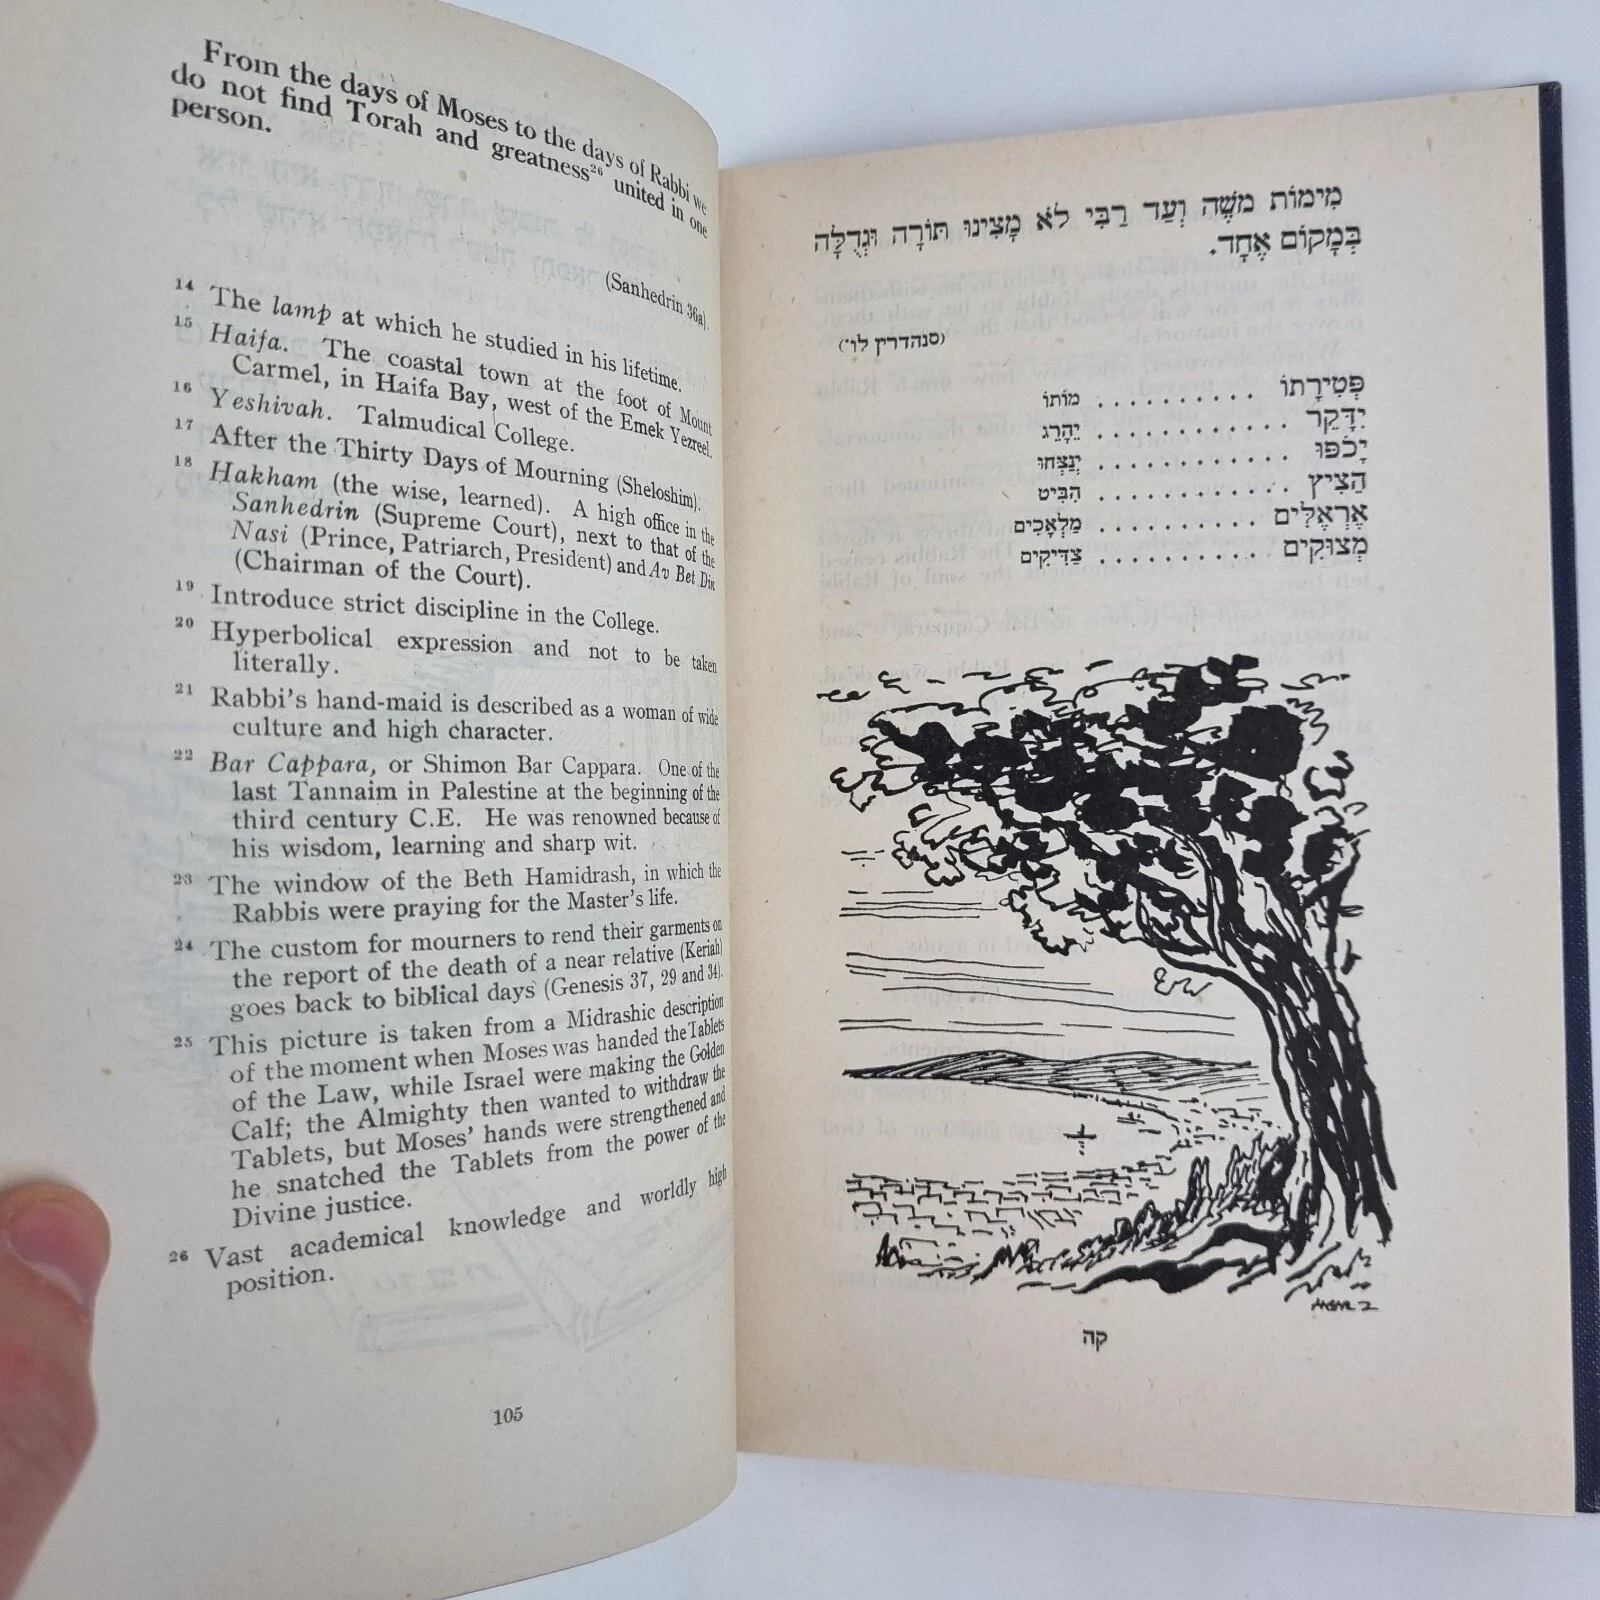 From the days of Moses to the days of Rabbi we
do not find Torah and greatness²⁶ united in one
person.
(Sanhedrin 36a).
14 The lamp at which he studied in his lifetime.
15 Haifa. The coastal town at the foot of Mount
Carmel, in Haifa Bay, west of the Emek Yezreel.
16 Yeshivah. Talmudical College.
17 After the Thirty Days of Mourning (Sheloshim).
18 Hakham (the wise, learned). A high office in the
Sanhedrin (Supreme Court), next to that of the
Nasi (Prince, Patriarch, President) and Av Bet Din
(Chairman of the Court).
19 Introduce strict discipline in the College.
20 Hyperbolical expression and not to be taken
literally.
21 Rabbi's hand-maid is described as a woman of wide
culture and high character.
22 Bar Cappara, or Shimon Bar Cappara. One of the
last Tannaim in Palestine at the beginning of the
third century C.E. He was renowned because of
his wisdom, learning and sharp wit.
23 The window of the Beth Hamidrash, in which the
Rabbis were praying for the Master's life.
24 The custom for mourners to rend their garments on
the report of the death of a near relative (Keriah)
goes back to biblical days (Genesis 37, 29 and 34).
25 This picture is taken from a Midrashic description
of the moment when Moses was handed the Tablets
of the Law, while Israel were making the Golden
Calf; the Almighty then wanted to withdraw the
Tablets, but Moses' hands were strengthened and
he snatched the Tablets from the power of the
Divine justice.
26 Vast academical knowledge and worldly high
position.
105
מִימוֹת משֶׁה וְעַד רַבִּי לֹא מָצִינוּ תּוֹרָה וּגְדֻלָּה
בְּמָקוֹם אֶחָד.
(סנהדרין לו.)
פְּטִירָתוֹ . . . . . . . . . . מוֹתוֹ
יִדָּקֵר . . . . . . . . . . . . יֵהָרֵג
יָכֹפּוּ . . . . . . . . . . . . יְנַצְּחוּ
הֵצִיץ . . . . . . . . . . . . הִבִּיט
אֶרְאֶלִּים . . . . . . . . . . מַלְאָכִים
מְצוּקִים . . . . . . . . . . צַדִּיקִים
קה